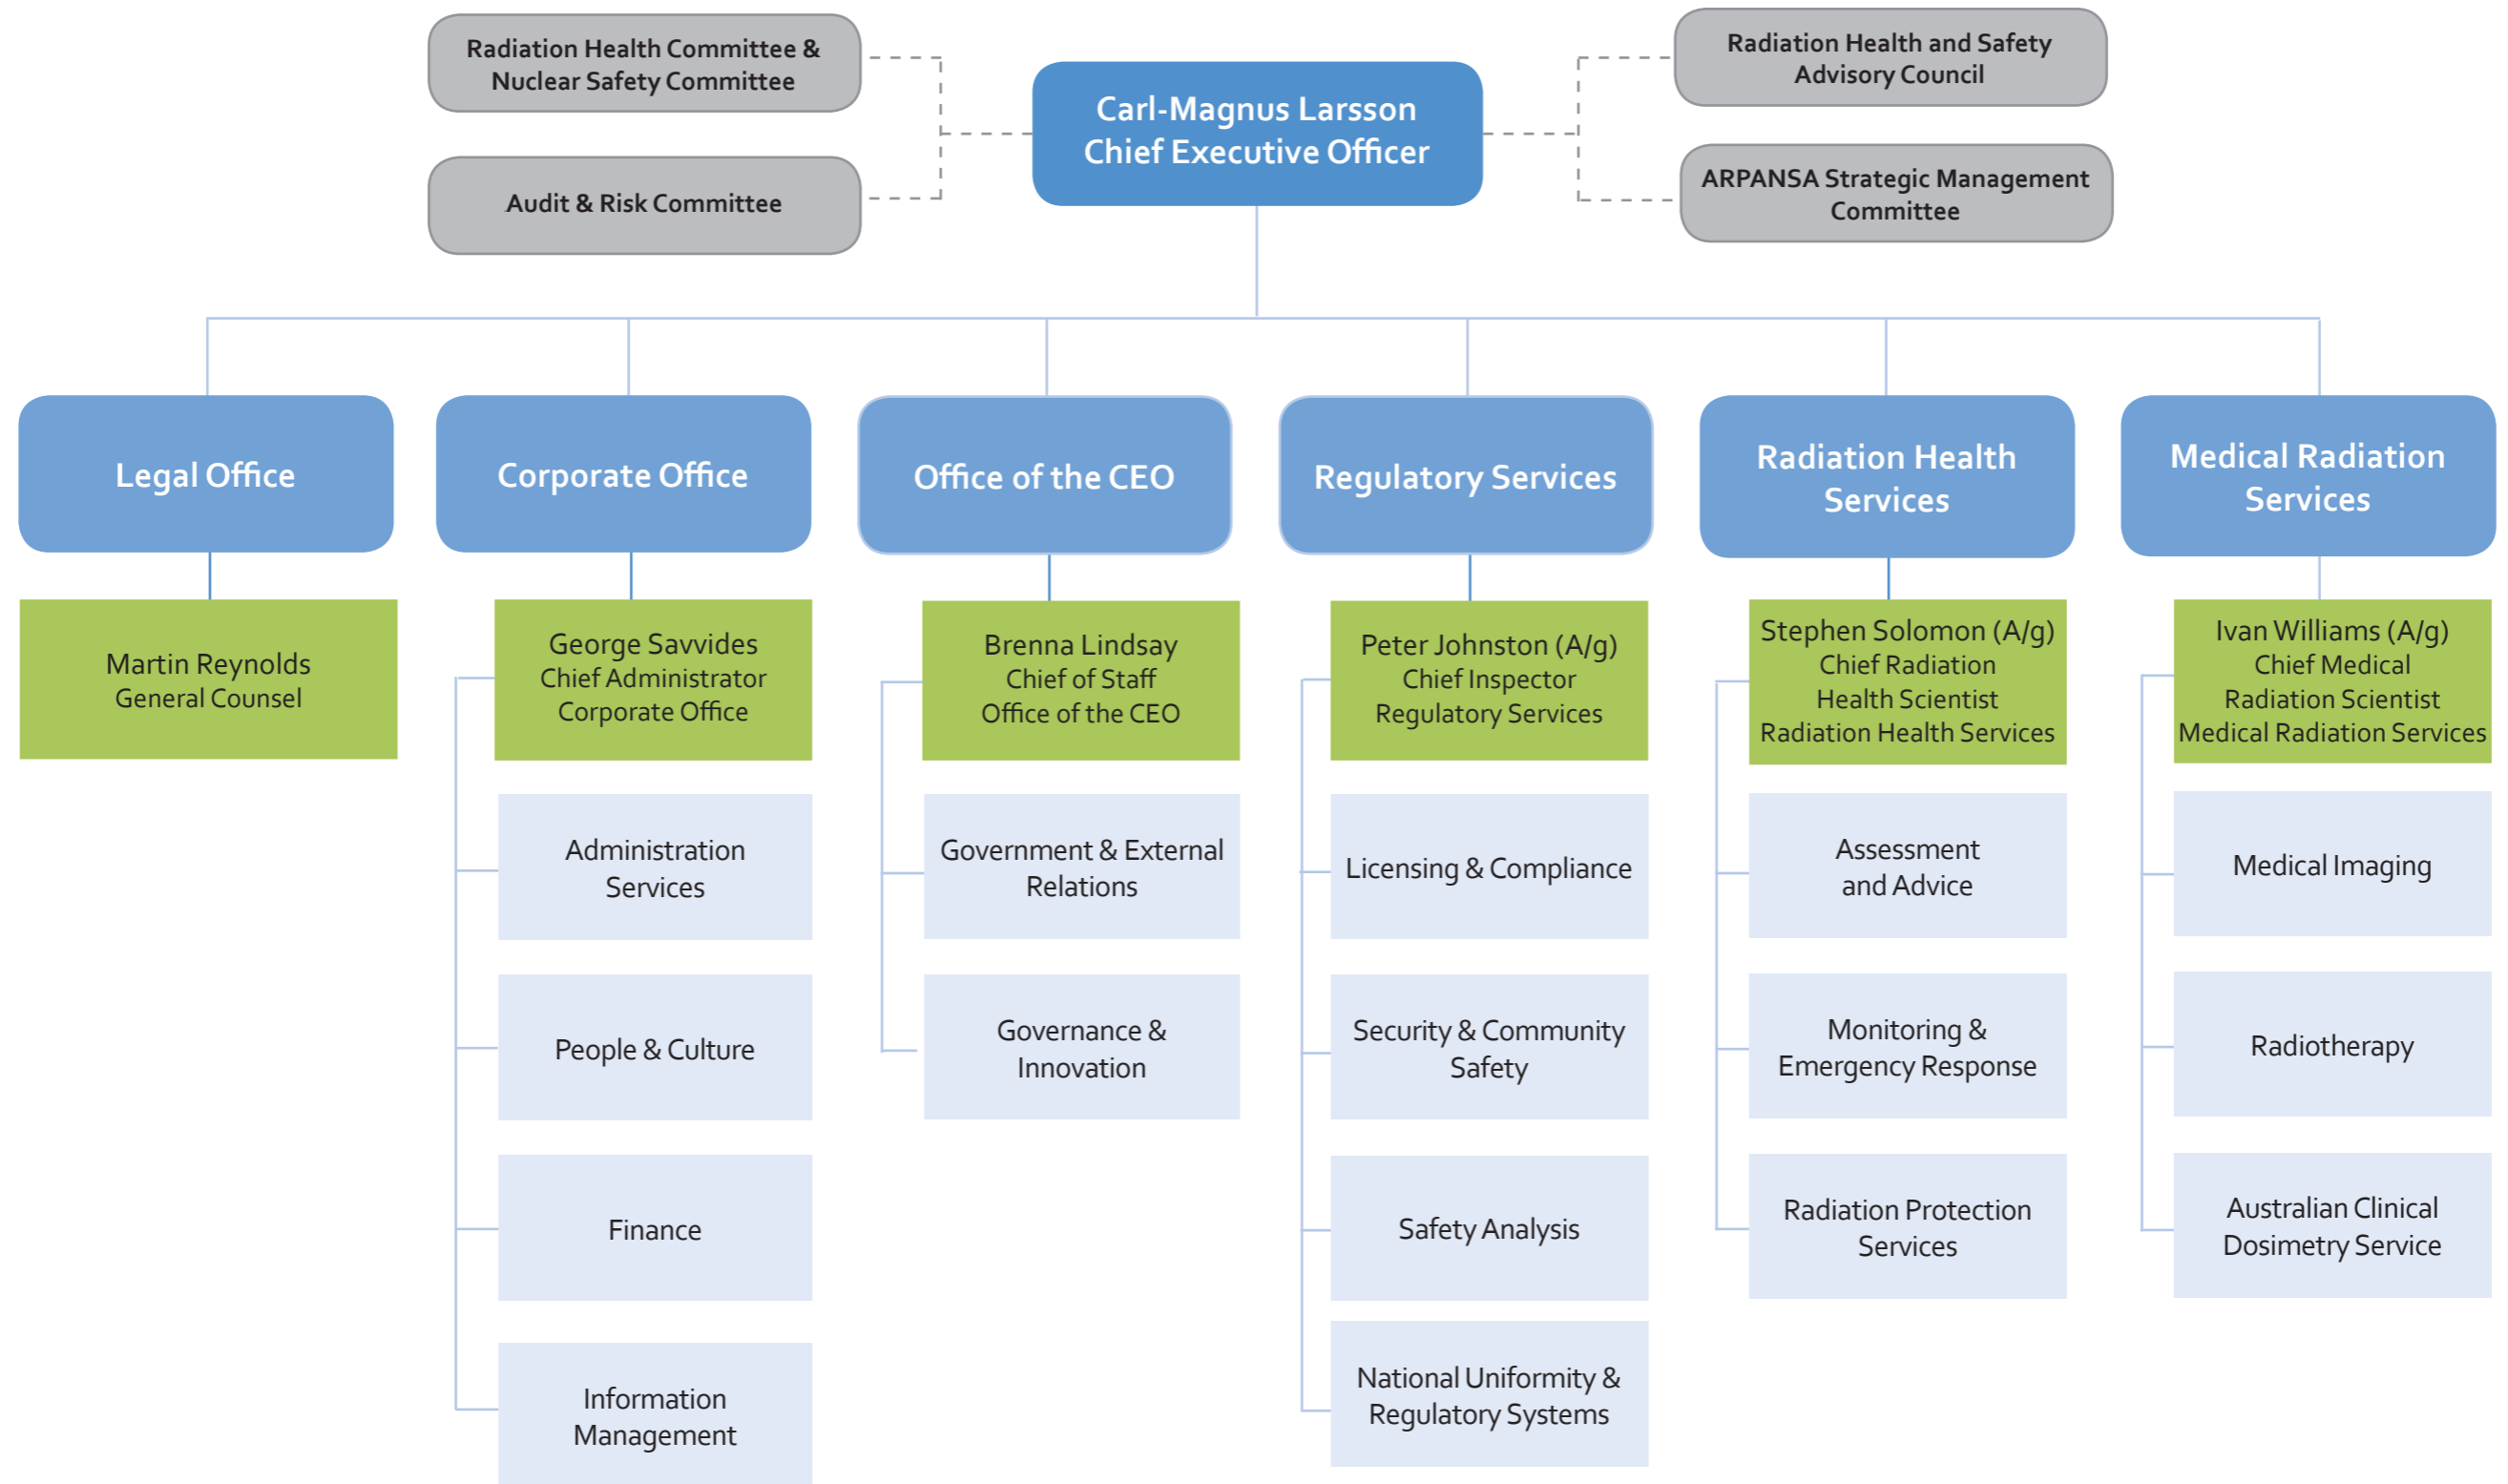 Radiation Health Committee &
Nuclear Safety Committee
Audit & Risk Committee
Carl-Magnus Larsson
Chief Executive Officer
Radiation Health and Safety
Advisory Council
ARPANSA Strategic Management
Committee
Legal Office
Martin Reynolds
General Counsel
Corporate Office
George Savvides
Chief Administrator
Corporate Office
Administration
Services
People & Culture
Finance
Information
Management
Office of the CEO
Brenna Lindsay
Chief of Staff
Office of the CEO
Government & External
Relations
Governance &
Innovation
Regulatory Services
Peter Johnston (A/g)
Chief Inspector
Regulatory Services
Licensing & Compliance
Security & Community
Safety
Safety Analysis
National Uniformity &
Regulatory Systems
Radiation Health
Services
Stephen Solomon (A/g)
Chief Radiation
Health Scientist
Radiation Health Services
Assessment
and Advice
Monitoring &
Emergency Response
Radiation Protection
Services
Medical Radiation
Services
Ivan Williams (A/g)
Chief Medical
Radiation Scientist
Medical Radiation Services
Medical Imaging
Radiotherapy
Australian Clinical
Dosimetry Service